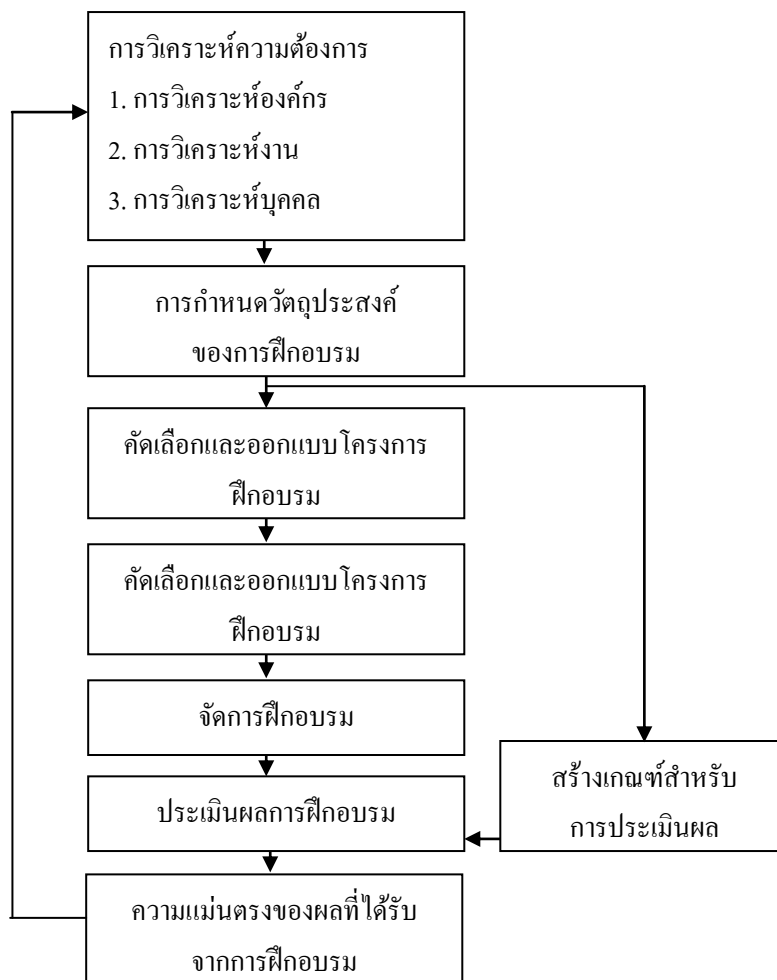 การวิเคราะห์ความต้องการ
1. การวิเคราะห์องค์กร
2. การวิเคราะห์งาน
3. การวิเคราะห์บุคคล
การกำหนดวัตถุประสงค์
ของการฝึกอบรม
คัดเลือกและออกแบบโครงการ
ฝึกอบรม
คัดเลือกและออกแบบโครงการ
ฝึกอบรม
จัดการฝึกอบรม
สร้างเกณฑ์สำหรับ
การประเมินผล
ประเมินผลการฝึกอบรม
ความแม่นตรงของผลที่ได้รับ
จากการฝึกอบรม